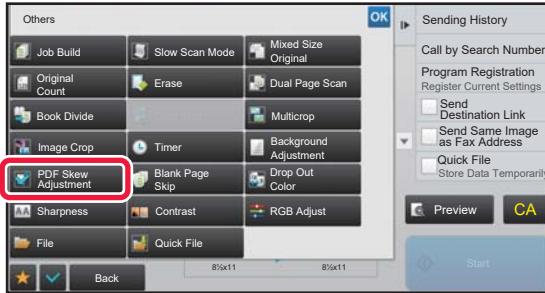 Others
OK
Job Build
Slow Scan Mode
Mixed Size
Original
Original
Count
Erase
Dual Page Scan
Book Divide
Multicrop
Image Crop
Timer
Background
Adjustment
PDF Skew
Adjustment
Blank Page
Skip
Drop Out
Color
Sharpness
Contrast
RGB Adjust
File
Quick File
Back
8½x11
8½x11
Sending History
Call by Search Number
Program Registration
Register Current Settings
Send
Destination Link
Send Same Image
as Fax Address
Quick File
Store Data Temporarily
Preview
CA
Start